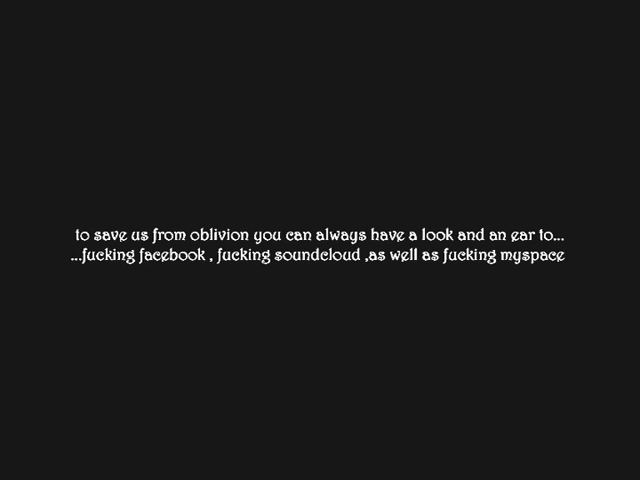 to save us from oblivion you can always have a look and an ear to...
...fucking facebook , fucking soundcloud ,as well as fucking myspace